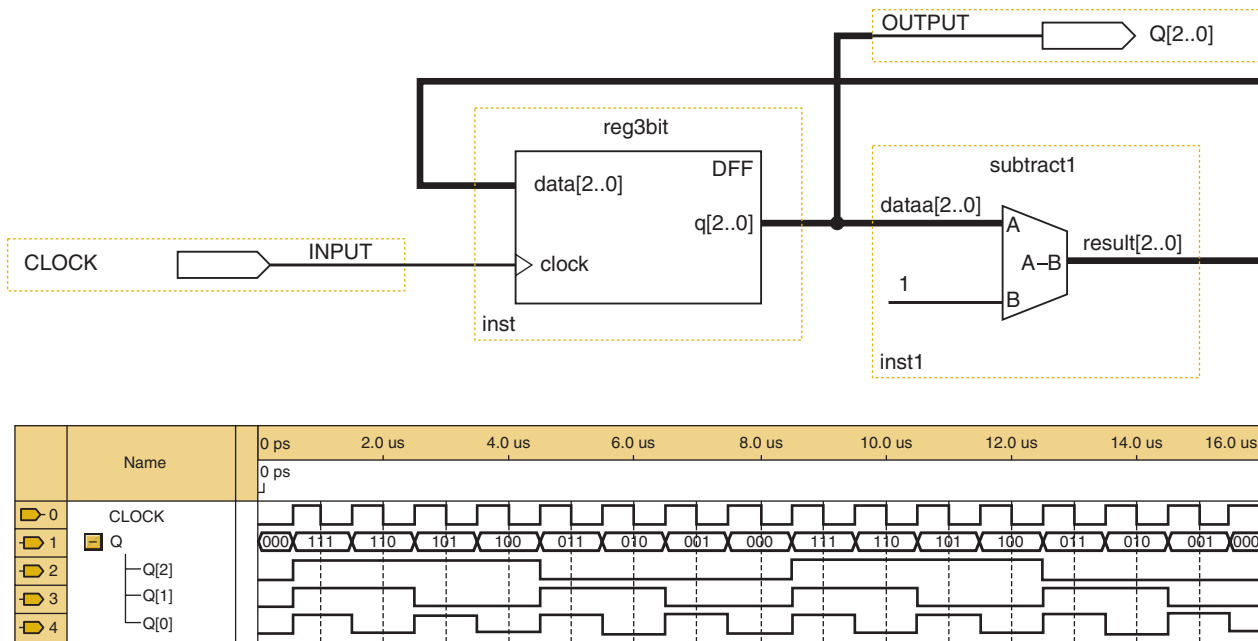 OUTPUT
Q[2..0]
reg3bit
DFF
data[2..0]
q[2..0]
clock
inst
CLOCK
INPUT
subtract1
dataa[2..0]
A
A–B
B
1
result[2..0]
inst1
Name
0 ps 2.0 us 4.0 us 6.0 us 8.0 us 10.0 us 12.0 us 14.0 us 16.0 us
0 ps
0 CLOCK
1 Q 000 111 110 101 100 011 010 001 000 111 110 101 100 011 010 001 000
2 Q[2]
3 Q[1]
4 Q[0]